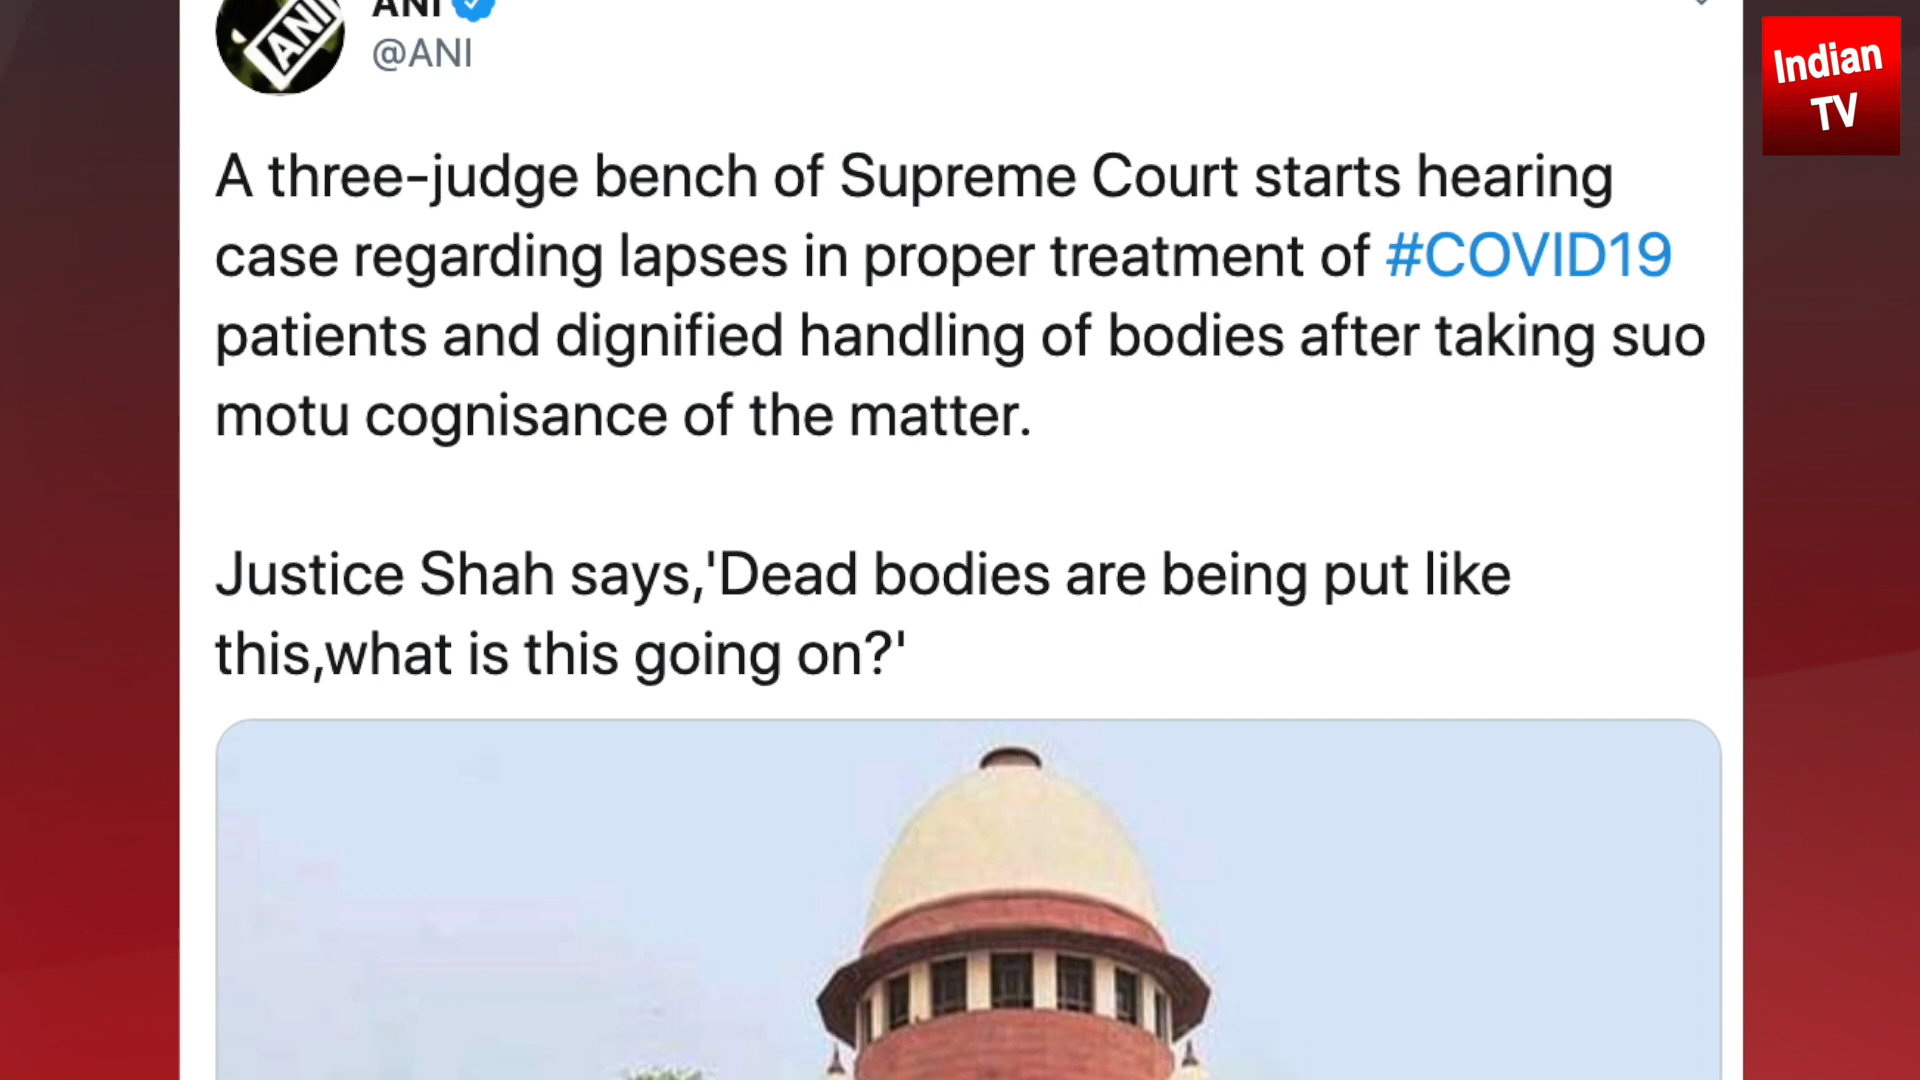 ANI
ANI
@ANI
Indian
TV
A three-judge bench of Supreme Court starts hearing
case regarding lapses in proper treatment of #COVID19
patients and dignified handling of bodies after taking suo
motu cognisance of the matter.
Justice Shah says,'Dead bodies are being put like
this,what is this going on?'